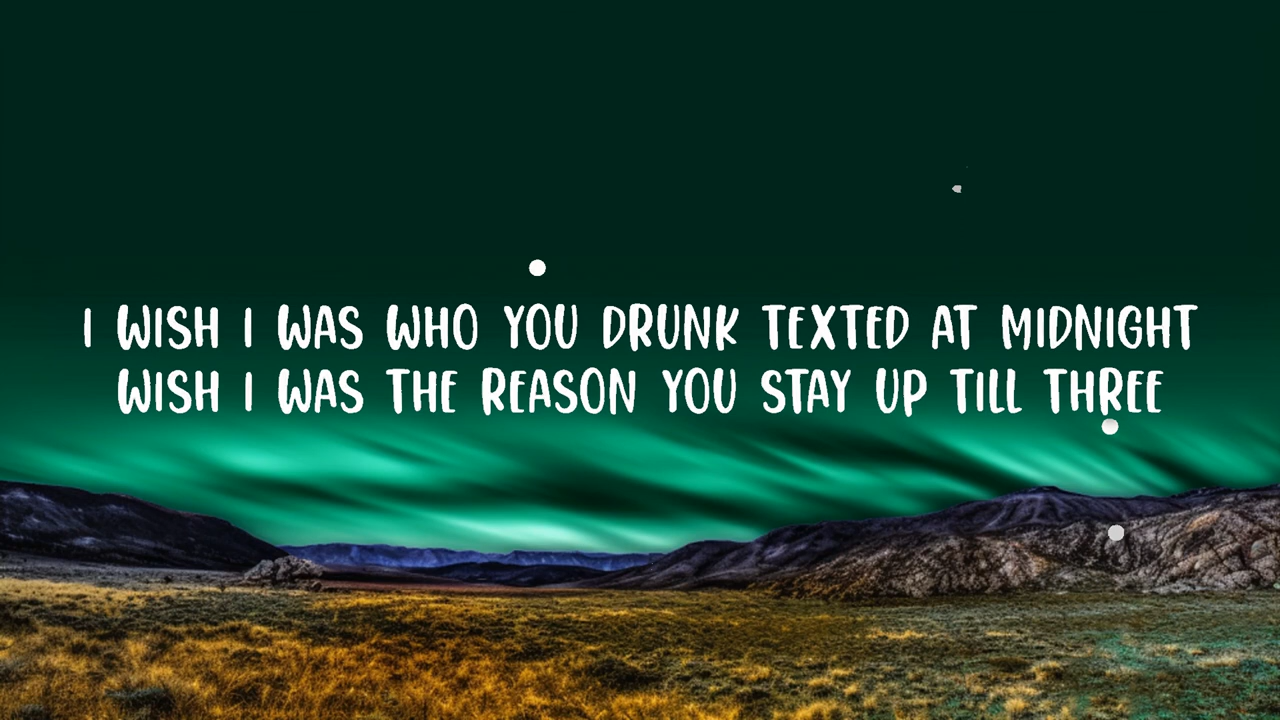 I WISH I WAS WHO YOU DRUNK TEXTED AT MIDNIGHT
WISH I WAS THE REASON YOU STAY UP TILL THREE